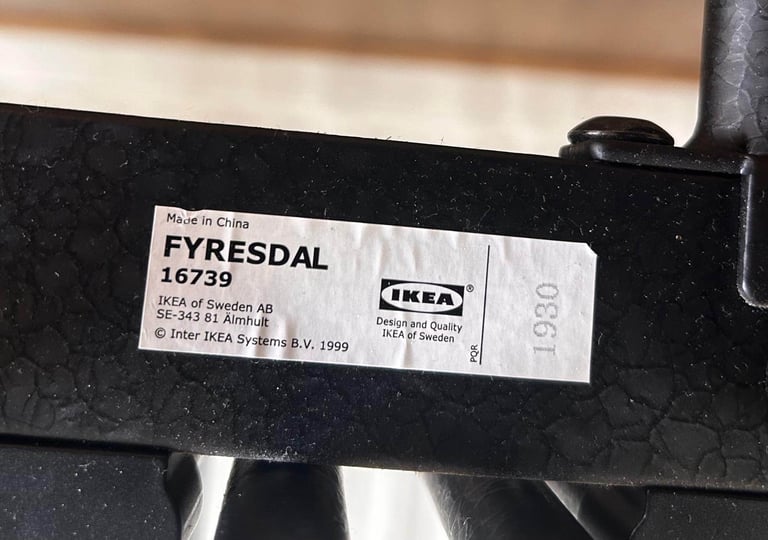 Made in China
FYRESDAL
16739
IKEA of Sweden AB
SE-343 81 Älmhult
© Inter IKEA Systems B.V. 1999
IKEA®
Design and Quality
IKEA of Sweden
PQR
1930